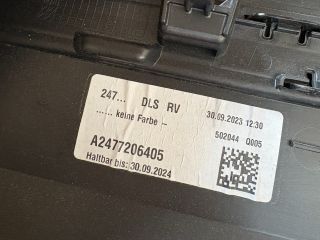 247... DLS RV 30.09.2023 12:30
...... keine Farbe – 502044 Q005
A2477206405
Haltbar bis: 30.09.2024